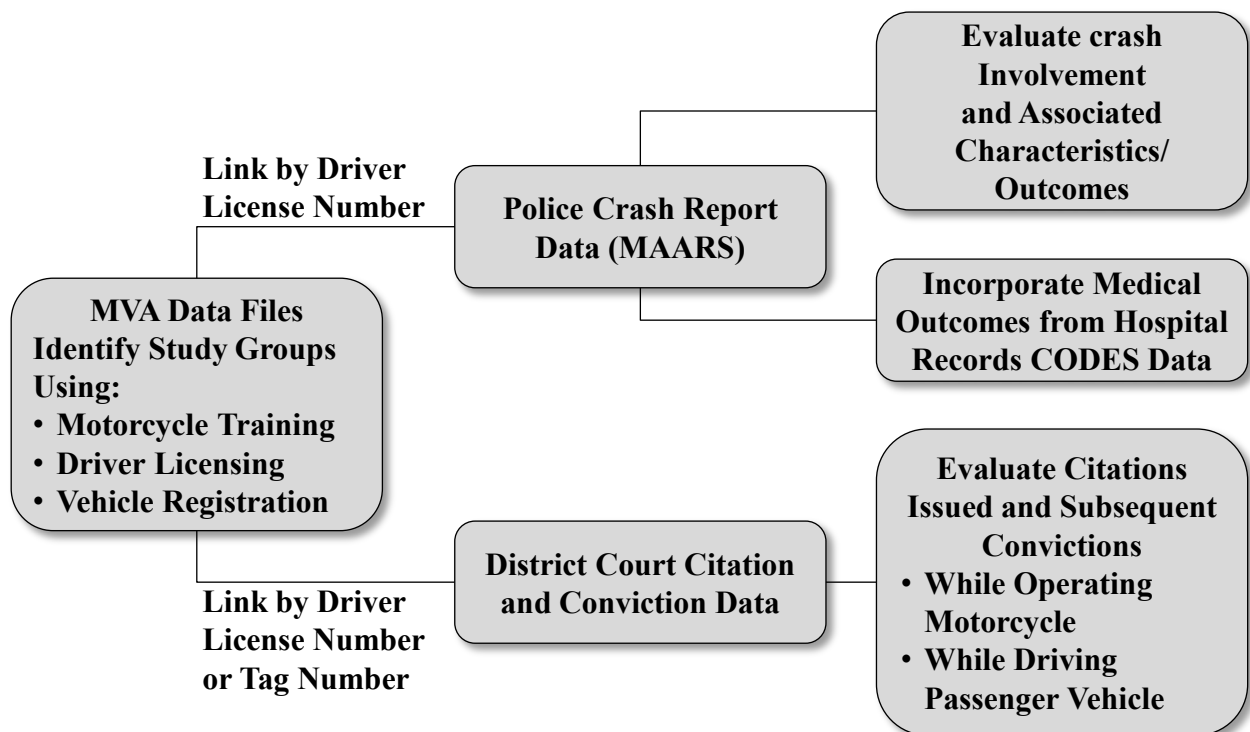 MVA Data Files
Identify Study Groups
Using:
• Motorcycle Training
• Driver Licensing
• Vehicle Registration
Link by Driver
License Number
Police Crash Report
Data (MAARS)
Evaluate crash
Involvement
and Associated
Characteristics/
Outcomes
Incorporate Medical
Outcomes from Hospital
Records CODES Data
Link by Driver
License Number
or Tag Number
District Court Citation
and Conviction Data
Evaluate Citations
Issued and Subsequent
Convictions
• While Operating
Motorcycle
• While Driving
Passenger Vehicle